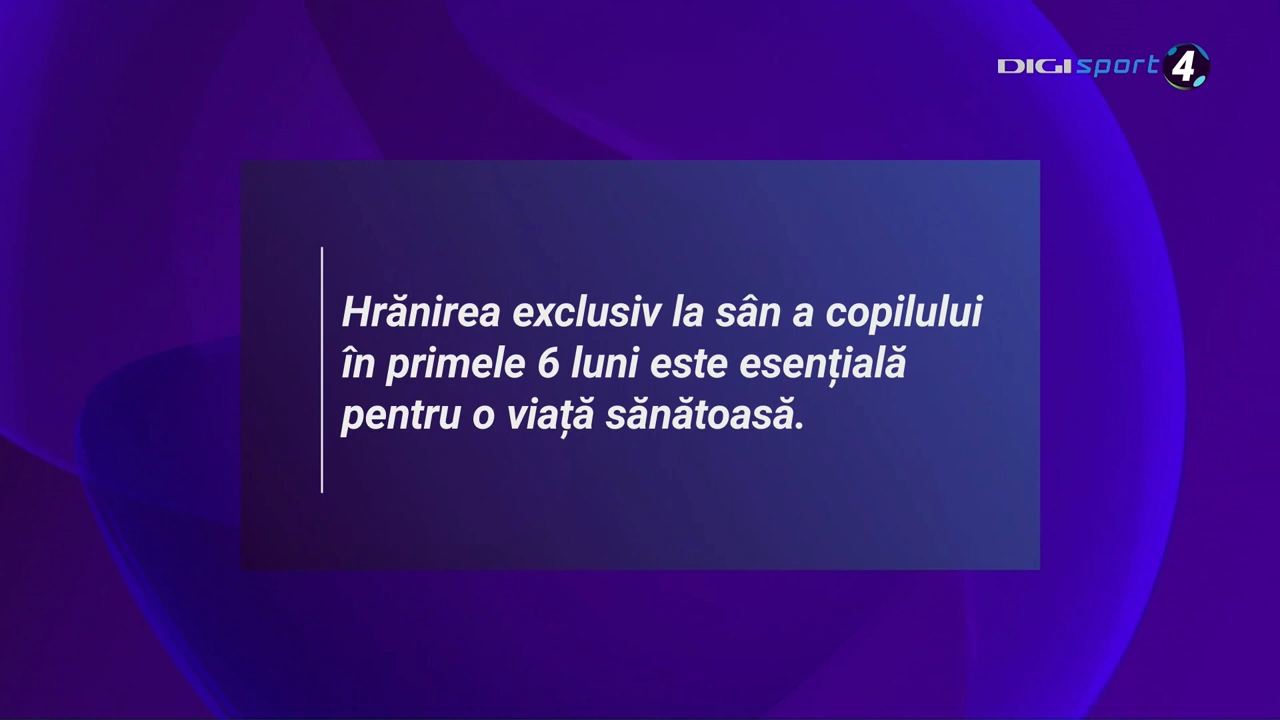 DIGI sport 4
Hrănirea exclusiv la sân a copilului
în primele 6 luni este esențială
pentru o viață sănătoasă.